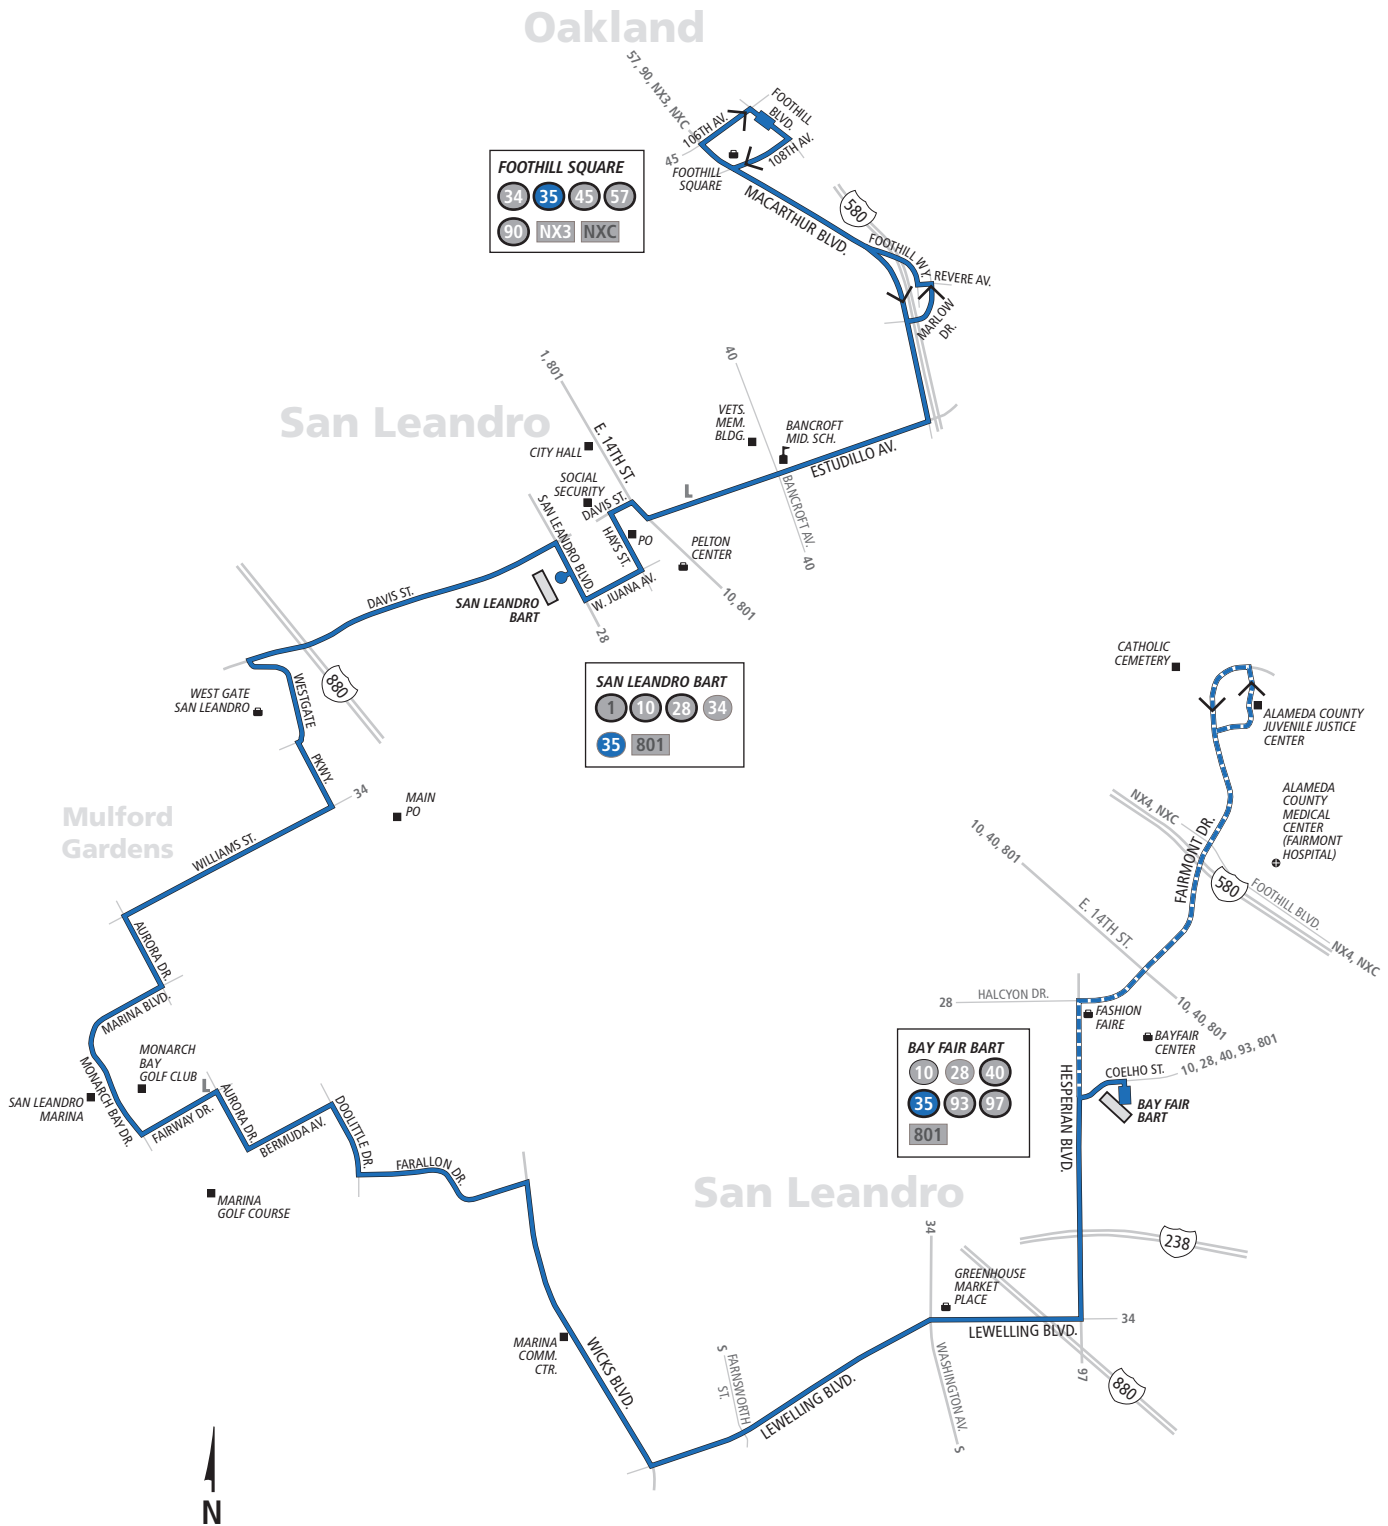 Oakland
57, 90, NX3, NXC
45
106TH AV.
FOOTHILL
BLVD.
108TH AV.
FOOTHILL
SQUARE
FOOTHILL SQUARE
34 35 45 57
90 NX3 NXC
MACARTHUR BLVD.
580
FOOTHILL WY.
REVERE AV.
MARLOW
DR.
San Leandro
1, 801
E. 14TH ST.
CITY HALL
SOCIAL
SECURITY
DAVIS ST.
40
VETS.
MEM.
BLDG.
BANCROFT
MID. SCH.
ESTUDILLO AV.
BANCROFT AV.
40
L
SAN LEANDRO BLVD.
HAYS ST.
PO
PELTON
CENTER
W. JUANA AV.
10, 801
28
DAVIS ST.
SAN LEANDRO
BART
SAN LEANDRO BART
1 10 28 34
35 801
880
WEST GATE
SAN LEANDRO
WESTGATE
PKWY.
34
MAIN
PO
Mulford
Gardens
WILLIAMS ST.
AURORA DR.
MARINA BLVD.
MONARCH
BAY
GOLF CLUB
SAN LEANDRO
MARINA
MONARCH BAY DR.
FAIRWAY DR.
L
AURORA DR.
BERMUDA AV.
DOOLITTLE DR.
FARALLON DR.
MARINA
GOLF COURSE
MARINA
COMM.
CTR.
WICKS BLVD.
S
FARNSWORTH
ST.
LEWELLING BLVD.
San Leandro
34
GREENHOUSE
MARKET
PLACE
WASHINGTON AV.
S
LEWELLING BLVD.
34
97
880
238
HESPERIAN BLVD.
BAY FAIR BART
10 28 40
35 93 97
801
COELHO ST.
10, 28, 40, 93, 801
BAY FAIR
BART
BAYFAIR
CENTER
FASHION
FAIRE
28
HALCYON DR.
10, 40, 801
E. 14TH ST.
10, 40, 801
FAIRMONT DR.
NX4, NXC
580
FOOTHILL BLVD.
NX4, NXC
CATHOLIC
CEMETERY
ALAMEDA COUNTY
JUVENILE JUSTICE
CENTER
ALAMEDA
COUNTY
MEDICAL
CENTER
(FAIRMONT
HOSPITAL)
N